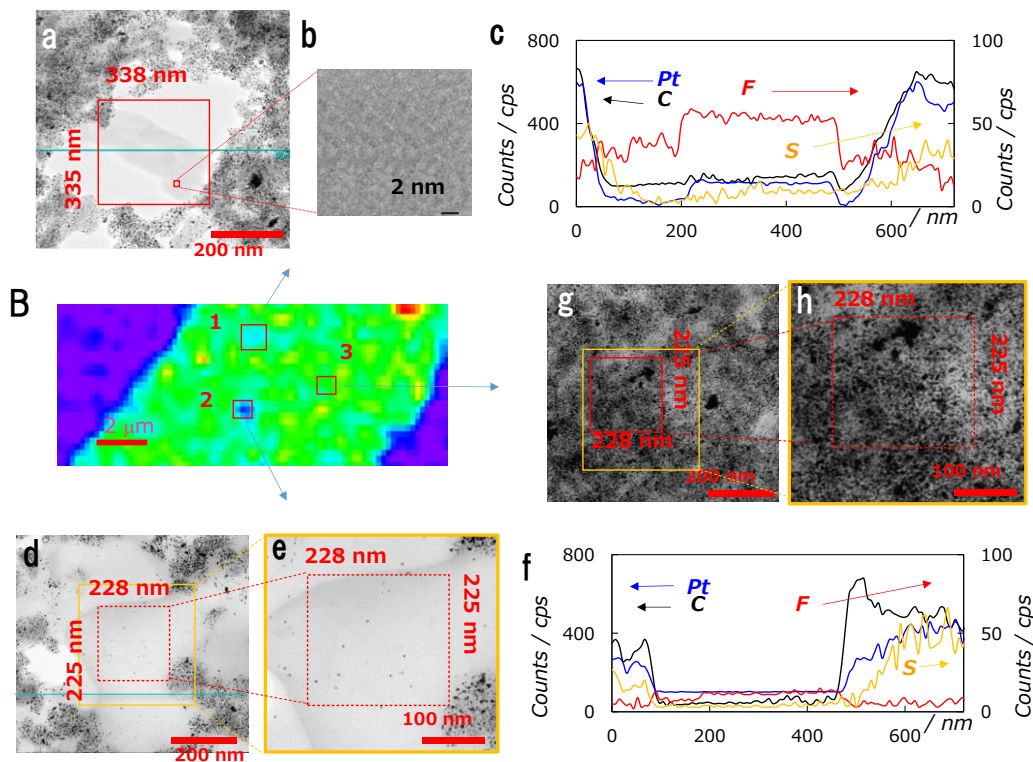 a
338 nm
335 nm
200 nm
b
2 nm
c
800
400
0
Counts / cps
Pt
C
F
S
100
50
0
Counts / cps
0
200
400
600
/ nm
B
1
2
3
2 μm
g
225 nm
228 nm
200 nm
h
228 nm
225 nm
100 nm
d
228 nm
225 nm
200 nm
e
228 nm
225 nm
100 nm
f
800
400
0
Counts / cps
Pt
C
F
S
100
50
0
Counts / cps
0
200
400
600
/ nm